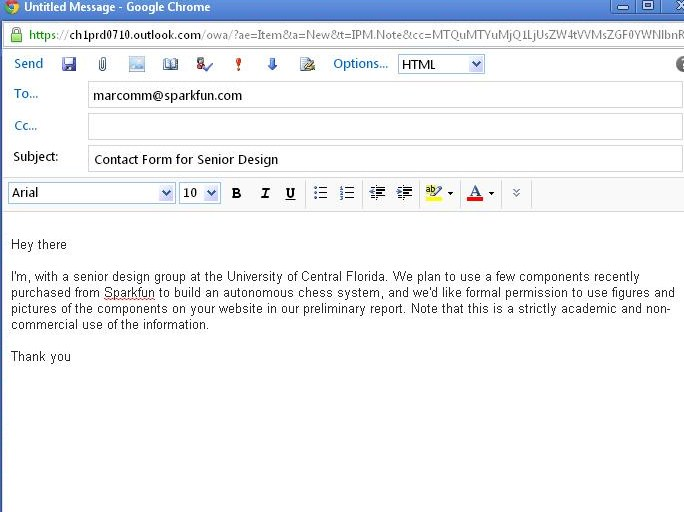 Untitled Message - Google Chrome
https://ch1prd0710.outlook.com/owa/?ae=Item&a=New&t=IPM.Note&cc=MTQuMTYuMjQ1LjUsZW4tVVMsZGF0YWNlbnR
Send Options... HTML
To... marcomm@sparkfun.com
Cc...
Subject: Contact Form for Senior Design
Arial 10 B I U ab A
Hey there
I'm, with a senior design group at the University of Central Florida. We plan to use a few components recently
purchased from Sparkfun to build an autonomous chess system, and we'd like formal permission to use figures and
pictures of the components on your website in our preliminary report. Note that this is a strictly academic and non-
commercial use of the information.
Thank you